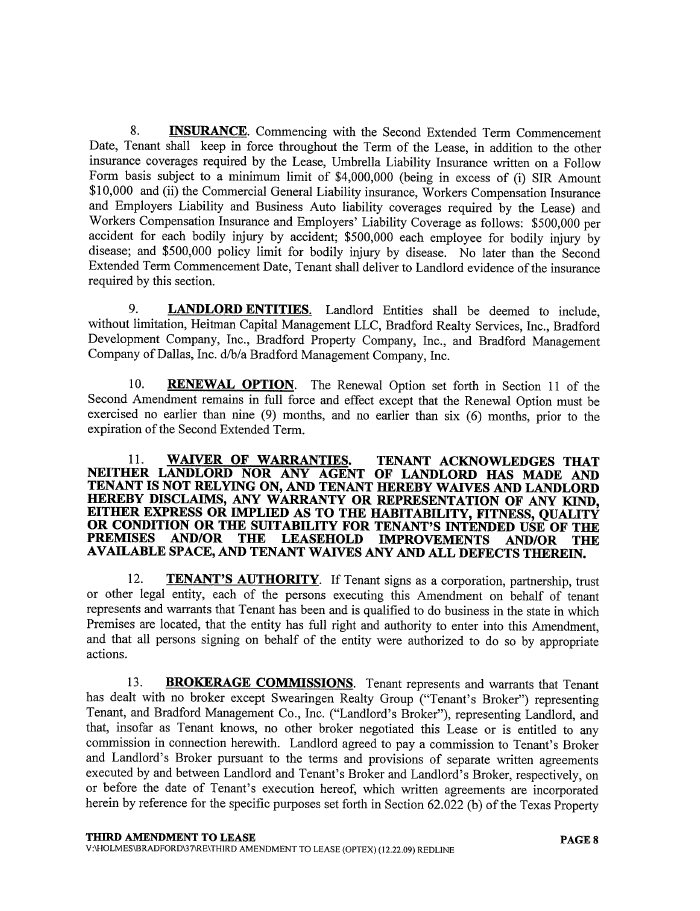 8. INSURANCE. Commencing with the Second Extended Term Commencement
Date, Tenant shall keep in force throughout the Term of the Lease, in addition to the other
insurance coverages required by the Lease, Umbrella Liability Insurance written on a Follow
Form basis subject to a minimum limit of $4,000,000 (being in excess of (i) SIR Amount
$10,000 and (ii) the Commercial General Liability insurance, Workers Compensation Insurance
and Employers Liability and Business Auto liability coverages required by the Lease) and
Workers Compensation Insurance and Employers' Liability Coverage as follows: $500,000 per
accident for each bodily injury by accident; $500,000 each employee for bodily injury by
disease; and $500,000 policy limit for bodily injury by disease. No later than the Second
Extended Term Commencement Date, Tenant shall deliver to Landlord evidence of the insurance
required by this section.
9. LANDLORD ENTITIES. Landlord Entities shall be deemed to include,
without limitation, Heitman Capital Management LLC, Bradford Realty Services, Inc., Bradford
Development Company, Inc., Bradford Property Company, Inc., and Bradford Management
Company of Dallas, Inc. d/b/a Bradford Management Company, Inc.
10. RENEWAL OPTION. The Renewal Option set forth in Section 11 of the
Second Amendment remains in full force and effect except that the Renewal Option must be
exercised no earlier than nine (9) months, and no earlier than six (6) months, prior to the
expiration of the Second Extended Term.
11. WAIVER OF WARRANTIES. TENANT ACKNOWLEDGES THAT
NEITHER LANDLORD NOR ANY AGENT OF LANDLORD HAS MADE AND
TENANT IS NOT RELYING ON, AND TENANT HEREBY WAIVES AND LANDLORD
HEREBY DISCLAIMS, ANY WARRANTY OR REPRESENTATION OF ANY KIND,
EITHER EXPRESS OR IMPLIED AS TO THE HABITABILITY, FITNESS, QUALITY
OR CONDITION OR THE SUITABILITY FOR TENANT'S INTENDED USE OF THE
PREMISES AND/OR THE LEASEHOLD IMPROVEMENTS AND/OR THE
AVAILABLE SPACE, AND TENANT WAIVES ANY AND ALL DEFECTS THEREIN.
12. TENANT'S AUTHORITY. If Tenant signs as a corporation, partnership, trust
or other legal entity, each of the persons executing this Amendment on behalf of tenant
represents and warrants that Tenant has been and is qualified to do business in the state in which
Premises are located, that the entity has full right and authority to enter into this Amendment,
and that all persons signing on behalf of the entity were authorized to do so by appropriate
actions.
13. BROKERAGE COMMISSIONS. Tenant represents and warrants that Tenant
has dealt with no broker except Swearingen Realty Group ("Tenant's Broker") representing
Tenant, and Bradford Management Co., Inc. ("Landlord's Broker"), representing Landlord, and
that, insofar as Tenant knows, no other broker negotiated this Lease or is entitled to any
commission in connection herewith. Landlord agreed to pay a commission to Tenant's Broker
and Landlord's Broker pursuant to the terms and provisions of separate written agreements
executed by and between Landlord and Tenant's Broker and Landlord's Broker, respectively, on
or before the date of Tenant's execution hereof, which written agreements are incorporated
herein by reference for the specific purposes set forth in Section 62.022 (b) of the Texas Property
THIRD AMENDMENT TO LEASE PAGE 8
V:\HOLMES\BRADFORD\37\RE\THIRD AMENDMENT TO LEASE (OPTEX) (12.22.09) REDLINE